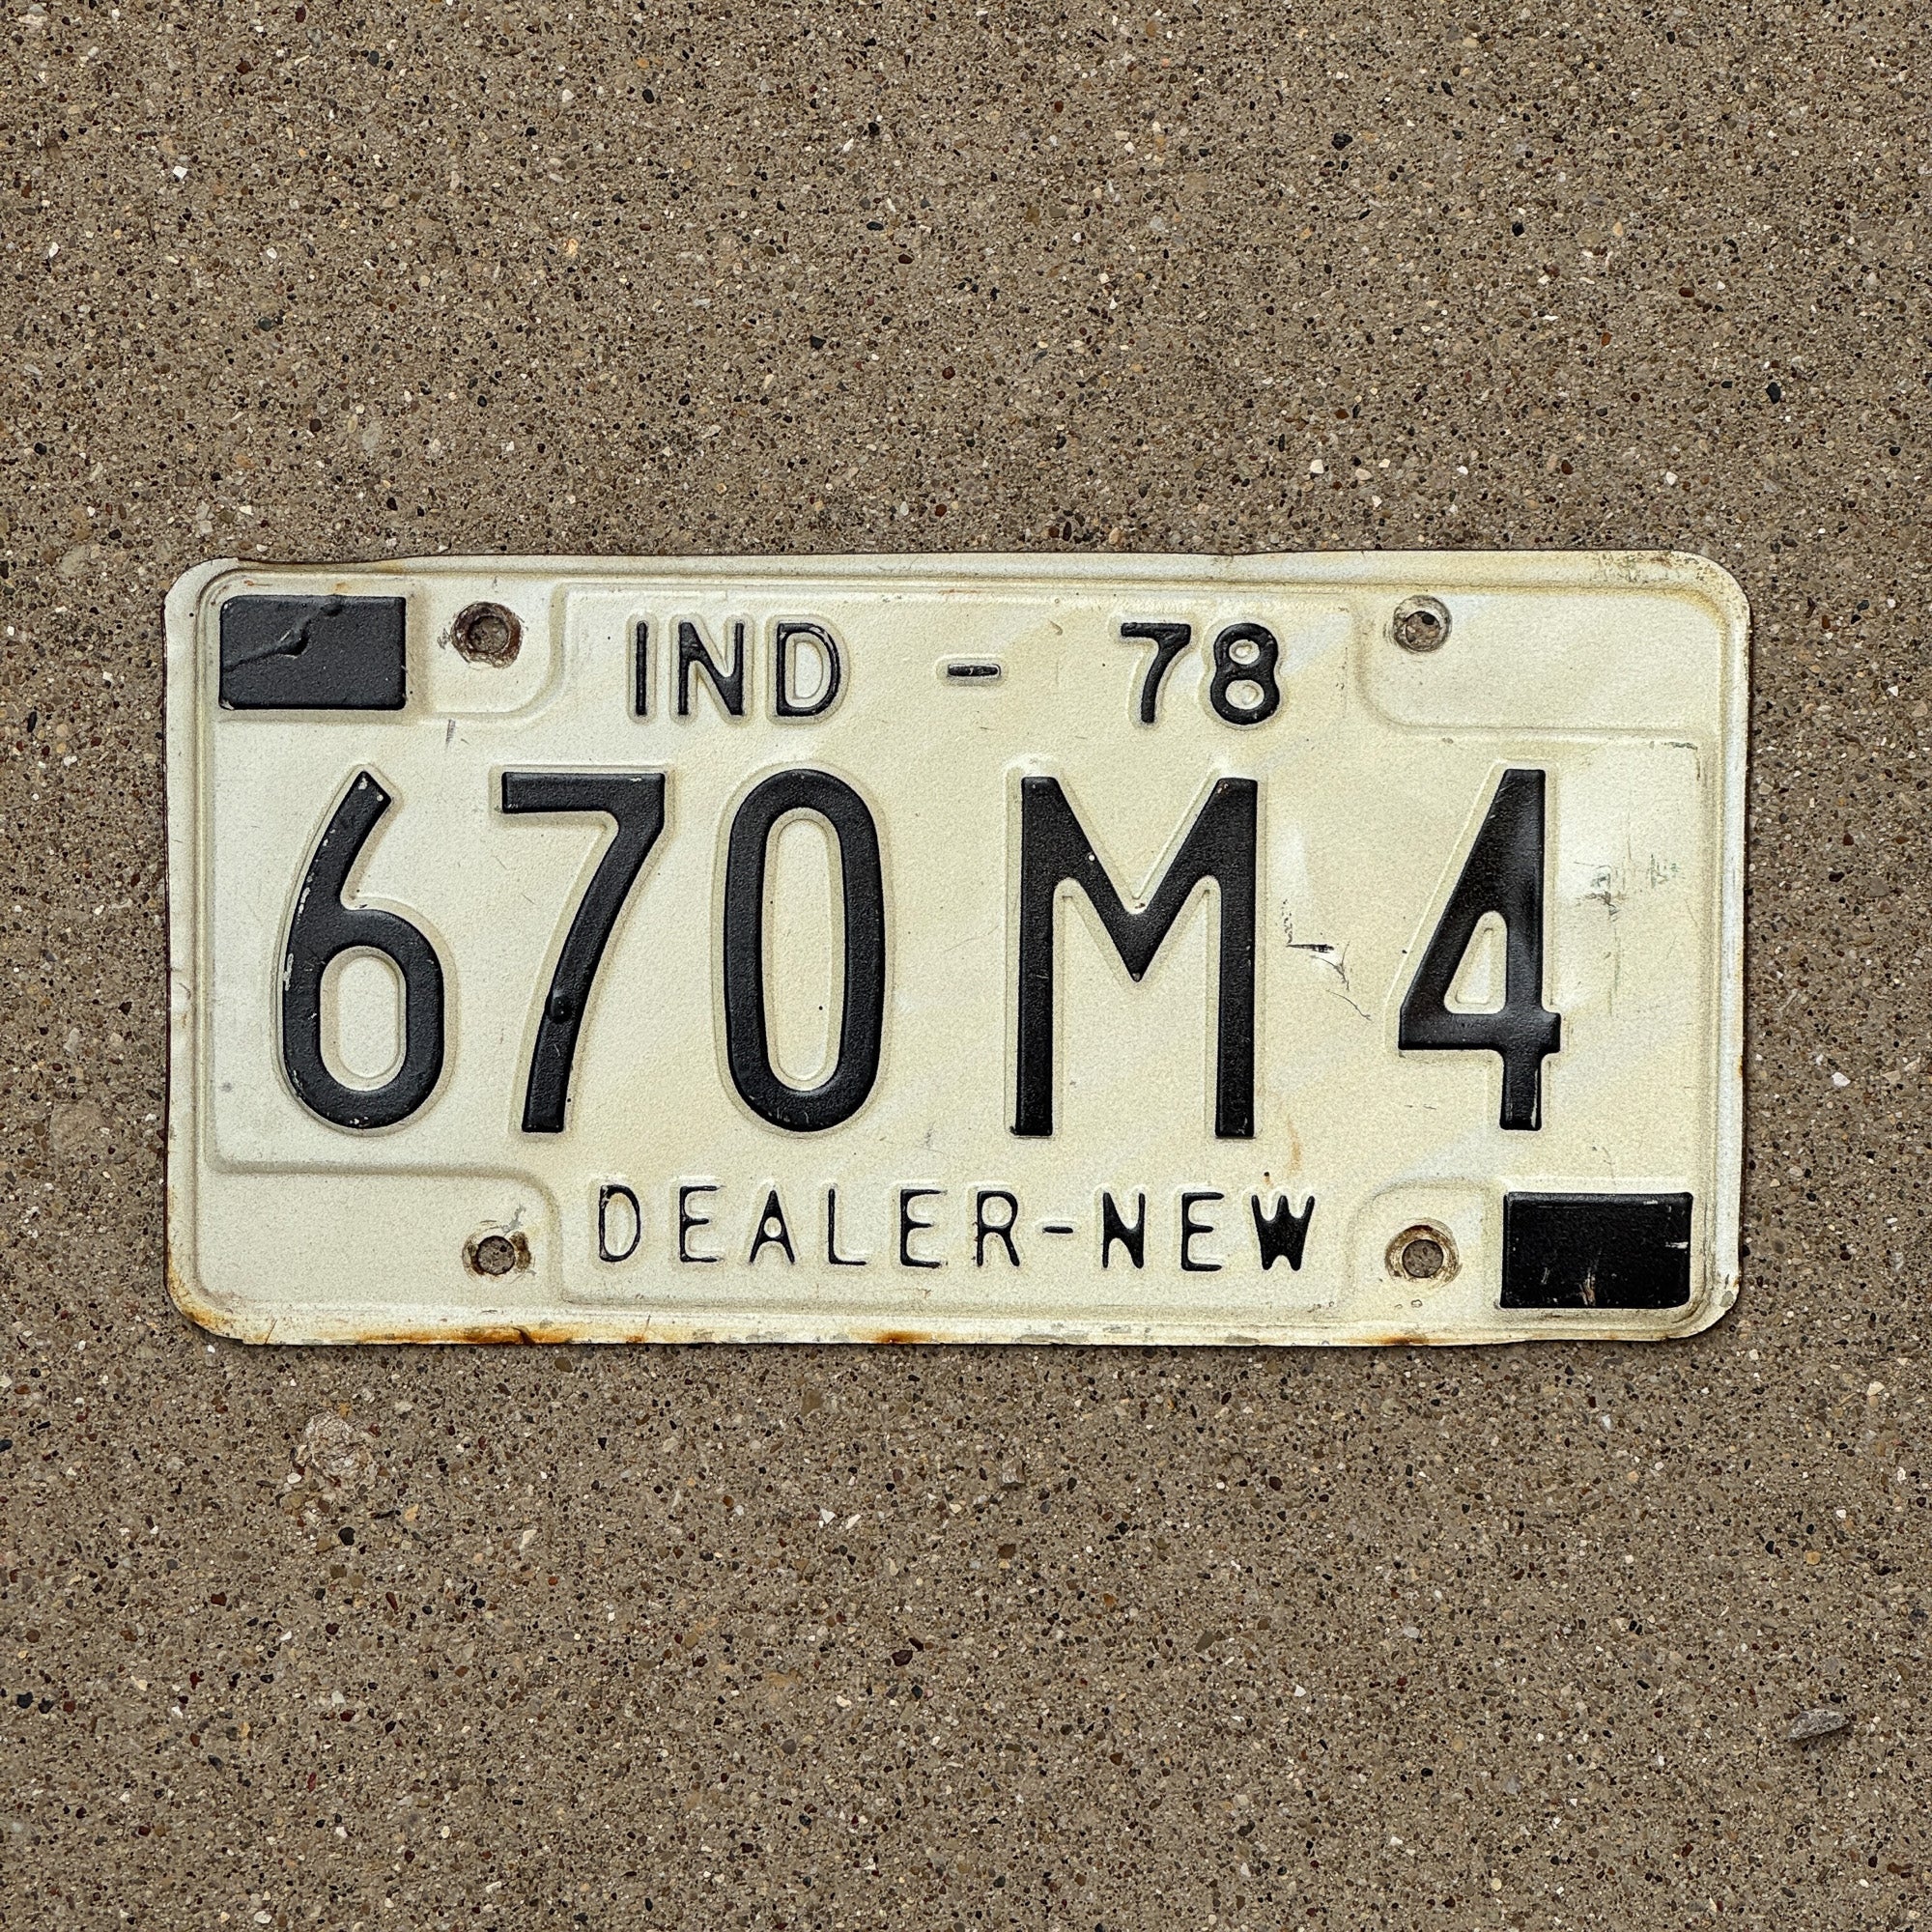 IND - 78
670 M 4
DEALER-NEW